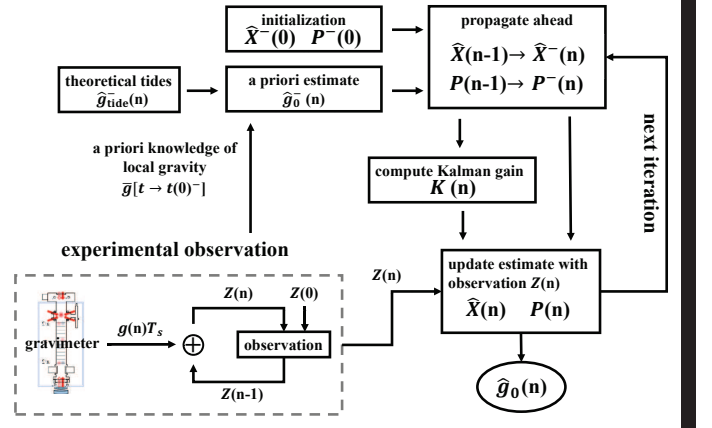 initialization
X̂⁻(0) P⁻(0)
propagate ahead
X̂(n-1)→ X̂⁻(n)
P(n-1)→ P⁻(n)
theoretical tides
ĝ⁻tide(n)
a priori estimate
ĝ₀⁻(n)
a priori knowledge of
local gravity
g̅[t → t(0)⁻]
compute Kalman gain
K(n)
next iteration
experimental observation
gravimeter
g(n)Tₛ
Z(n)
Z(0)
⊕
observation
Z(n-1)
Z(n)
update estimate with
observation Z(n)
X̂(n) P(n)
ĝ₀(n)